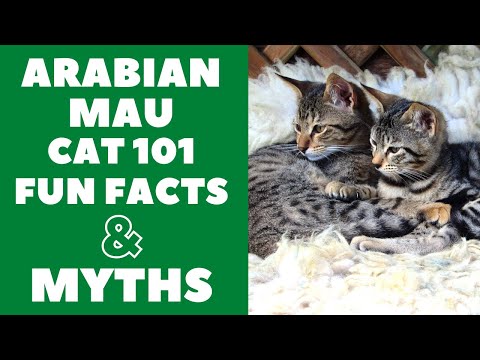 ARABIAN
MAU
CAT 101
FUN FACTS
&
MYTHS